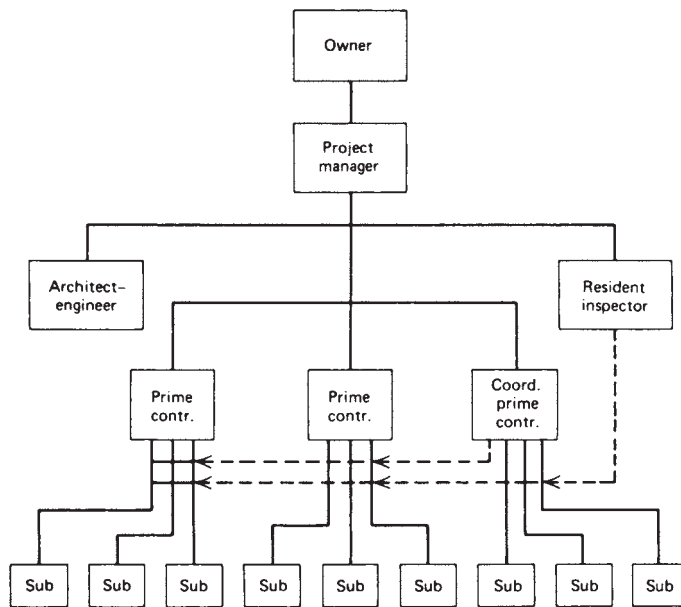 Owner
Project
manager
Architect–
engineer
Resident
inspector
Prime
contr.
Prime
contr.
Coord.
prime
contr.
Sub
Sub
Sub
Sub
Sub
Sub
Sub
Sub
Sub